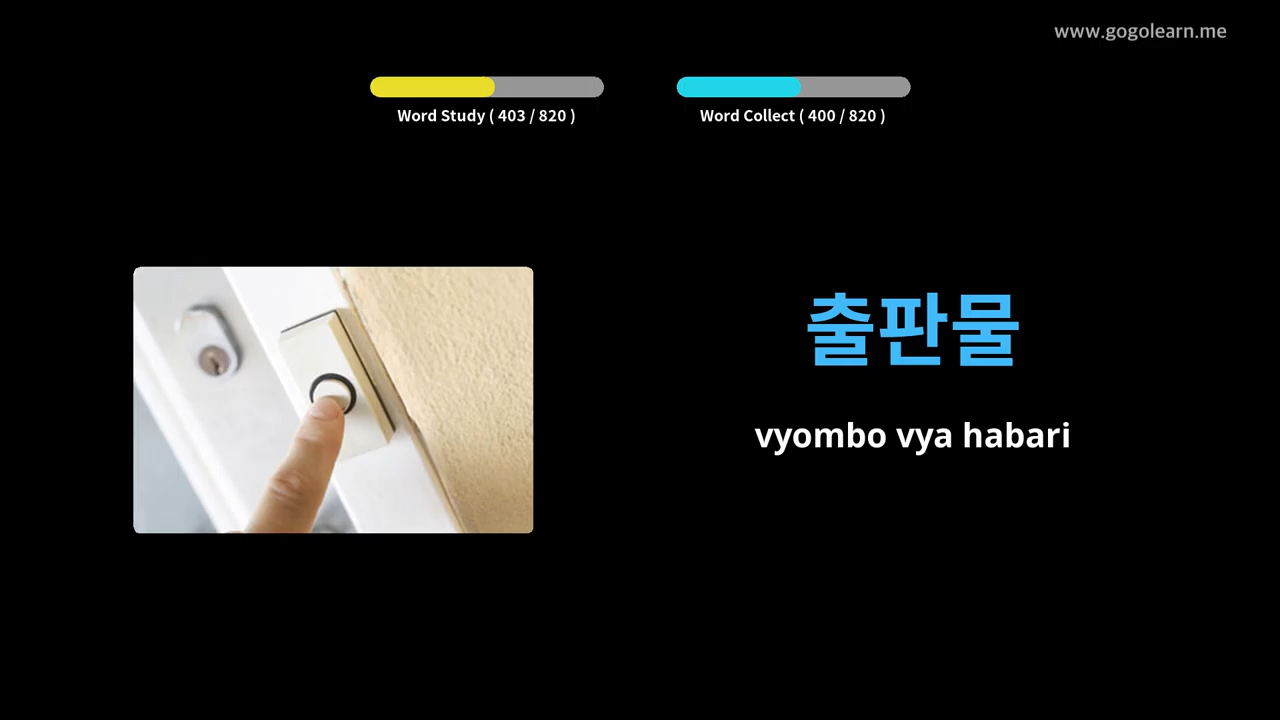 www.gogolearn.me
Word Study ( 403 / 820 )
Word Collect ( 400 / 820 )
출판물
vyombo vya habari